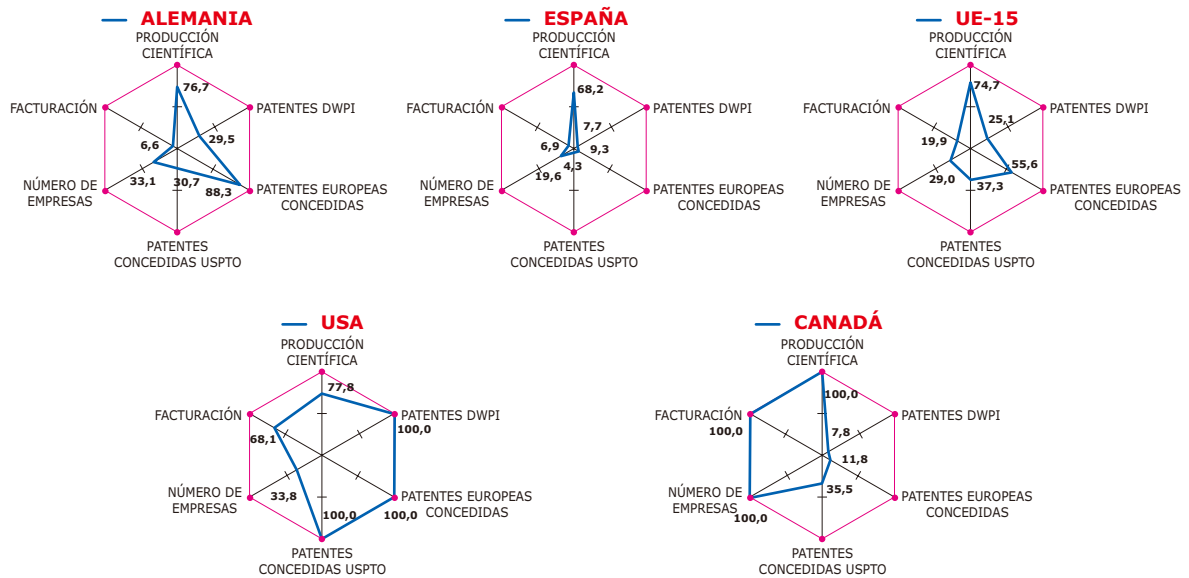 ALEMANIA
PRODUCCIÓN
CIENTÍFICA
76,7
FACTURACIÓN
PATENTES DWPI
6,6
29,5
33,1
30,7
88,3
NÚMERO DE
EMPRESAS
PATENTES EUROPEAS
CONCEDIDAS
PATENTES
CONCEDIDAS USPTO
ESPAÑA
PRODUCCIÓN
CIENTÍFICA
68,2
FACTURACIÓN
PATENTES DWPI
7,7
6,9
9,3
4,3
19,6
NÚMERO DE
EMPRESAS
PATENTES EUROPEAS
CONCEDIDAS
PATENTES
CONCEDIDAS USPTO
UE-15
PRODUCCIÓN
CIENTÍFICA
74,7
FACTURACIÓN
PATENTES DWPI
25,1
19,9
55,6
29,0
37,3
NÚMERO DE
EMPRESAS
PATENTES EUROPEAS
CONCEDIDAS
PATENTES
CONCEDIDAS USPTO
USA
PRODUCCIÓN
CIENTÍFICA
77,8
FACTURACIÓN
PATENTES DWPI
100,0
68,1
33,8
NÚMERO DE
EMPRESAS
PATENTES EUROPEAS
CONCEDIDAS
100,0
100,0
PATENTES
CONCEDIDAS USPTO
CANADÁ
PRODUCCIÓN
CIENTÍFICA
100,0
FACTURACIÓN
PATENTES DWPI
100,0
7,8
11,8
35,5
NÚMERO DE
EMPRESAS
PATENTES EUROPEAS
CONCEDIDAS
100,0
PATENTES
CONCEDIDAS USPTO